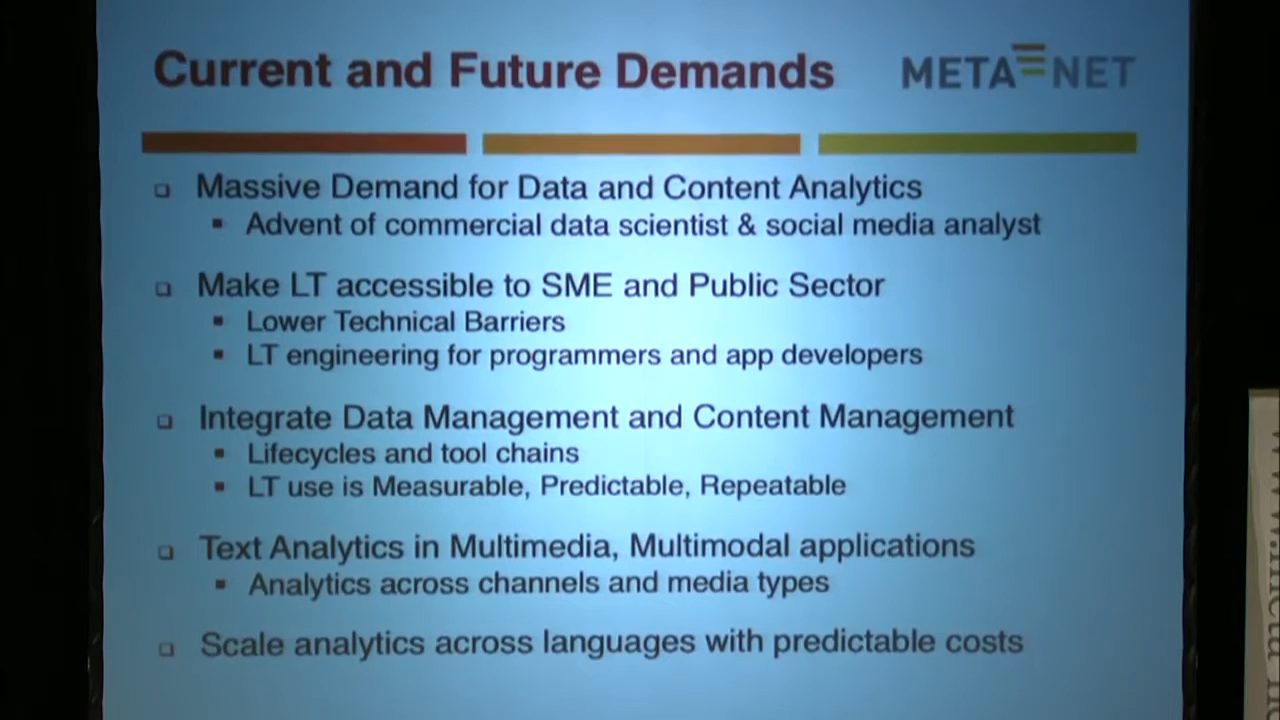 Current and Future Demands
META NET
Massive Demand for Data and Content Analytics
Advent of commercial data scientist & social media analyst
Make LT accessible to SME and Public Sector
Lower Technical Barriers
LT engineering for programmers and app developers
Integrate Data Management and Content Management
Lifecycles and tool chains
LT use is Measurable, Predictable, Repeatable
Text Analytics in Multimedia, Multimodal applications
Analytics across channels and media types
Scale analytics across languages with predictable costs